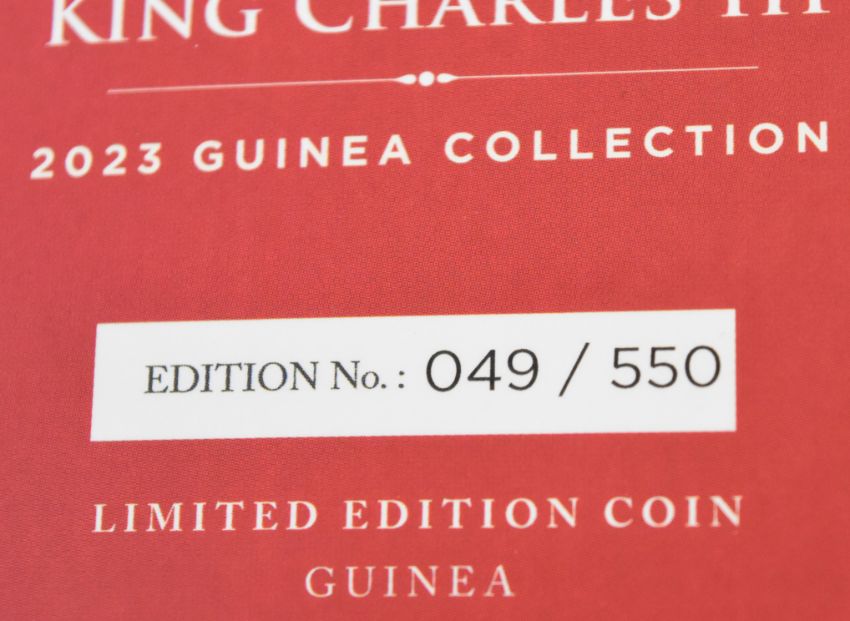 KING CHARLES III
2023 GUINEA COLLECTION
EDITION No.: 049 / 550
LIMITED EDITION COIN
GUINEA